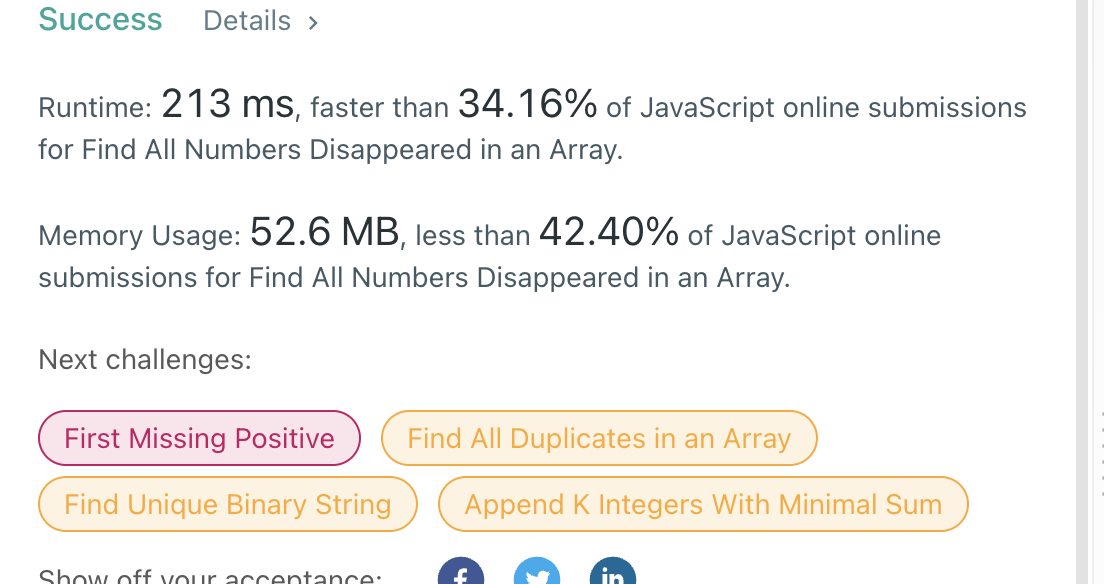 Success Details >
Runtime: 213 ms, faster than 34.16% of JavaScript online submissions
for Find All Numbers Disappeared in an Array.
Memory Usage: 52.6 MB, less than 42.40% of JavaScript online
submissions for Find All Numbers Disappeared in an Array.
Next challenges:
First Missing Positive Find All Duplicates in an Array
Find Unique Binary String Append K Integers With Minimal Sum
Show off your acceptance: f in